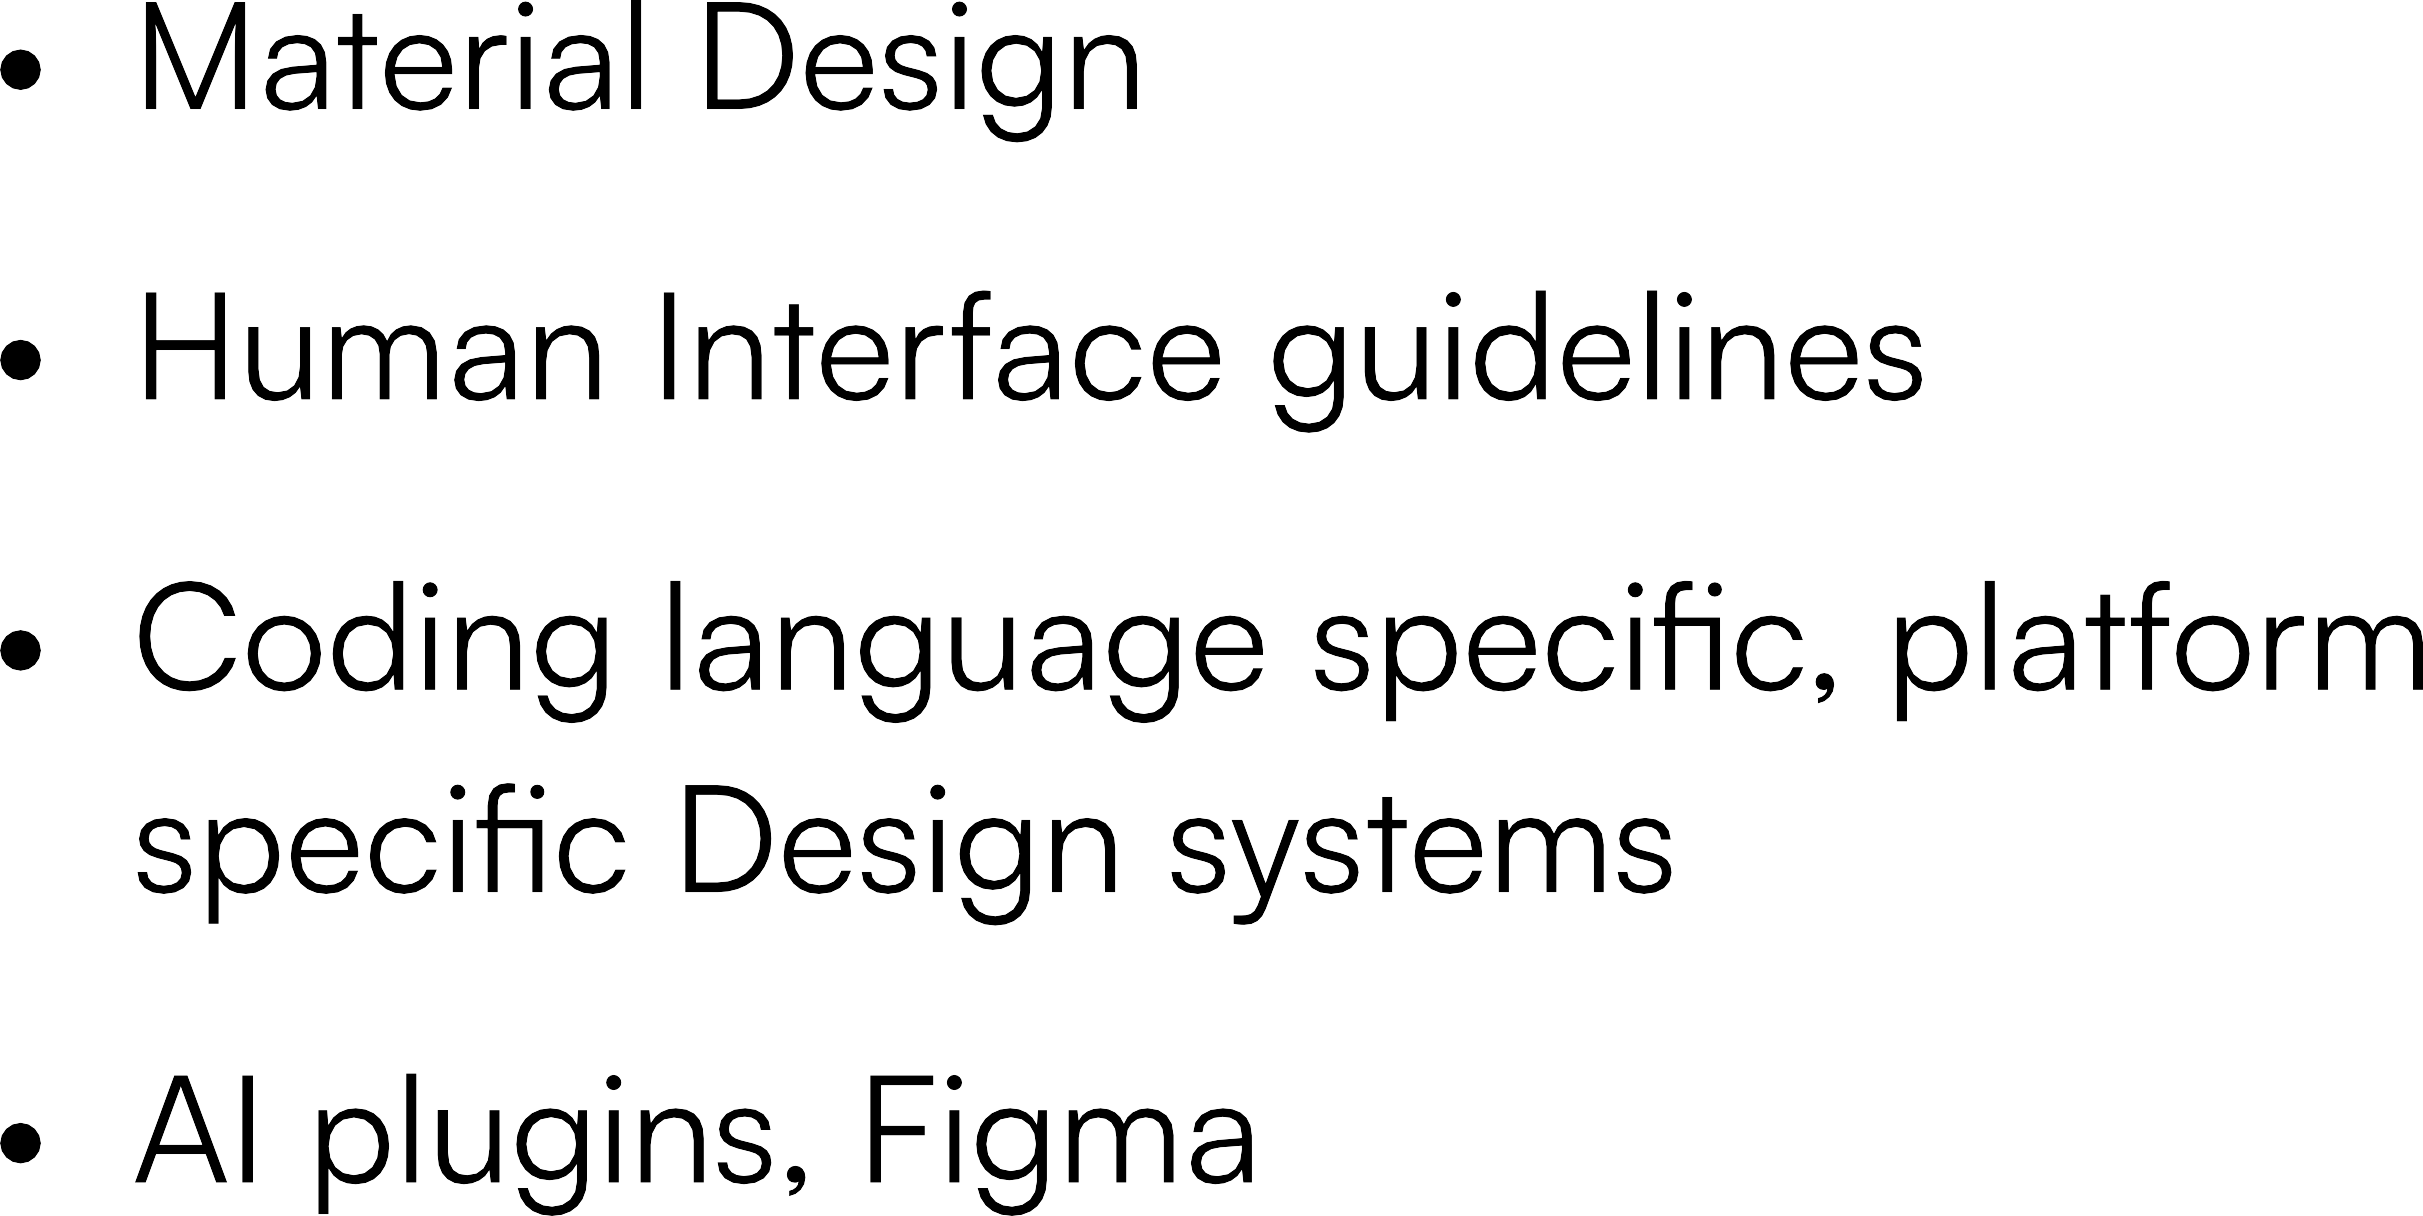 • Material Design
• Human Interface guidelines
• Coding language specific, platform
specific Design systems
• AI plugins, Figma